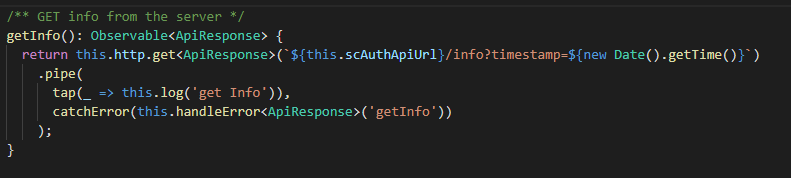 /** GET info from the server */
getInfo(): Observable<ApiResponse> {
return this.http.get<ApiResponse>(`${this.scAuthApiUrl}/info?timestamp=${new Date().getTime()}`)
.pipe(
tap(_ => this.log('get Info')),
catchError(this.handleError<ApiResponse>('getInfo'))
);
}